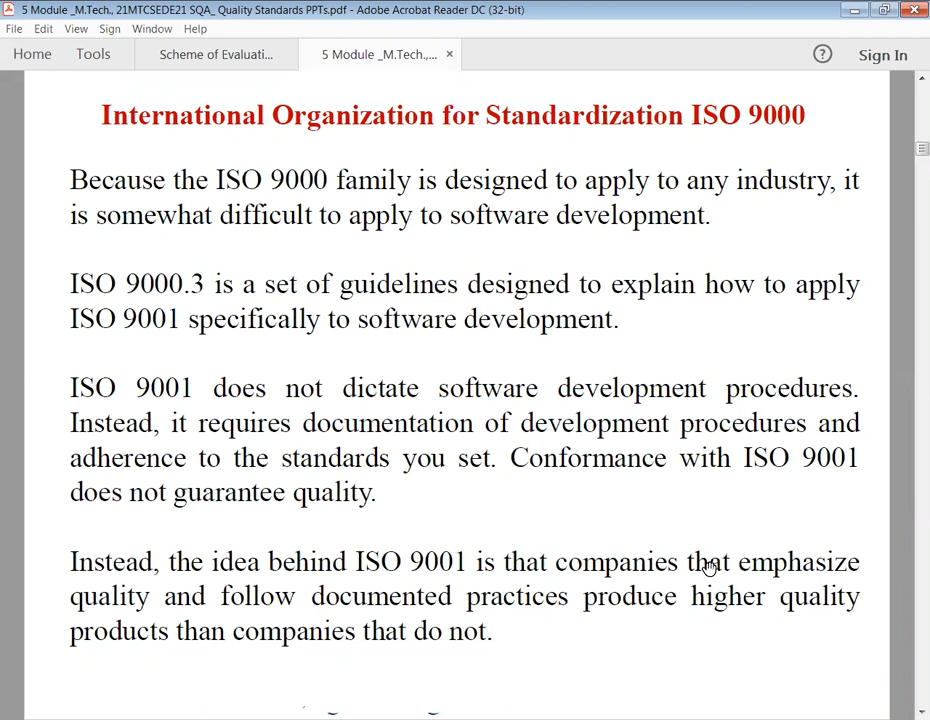 5 Module _M.Tech., 21MTCSEDE21 SQA_ Quality Standards PPTs.pdf - Adobe Acrobat Reader DC (32-bit)
File Edit View Sign Window Help
Home Tools Scheme of Evaluati... 5 Module _M.Tech.,... × ? Sign In
International Organization for Standardization ISO 9000
Because the ISO 9000 family is designed to apply to any industry, it
is somewhat difficult to apply to software development.
ISO 9000.3 is a set of guidelines designed to explain how to apply
ISO 9001 specifically to software development.
ISO 9001 does not dictate software development procedures.
Instead, it requires documentation of development procedures and
adherence to the standards you set. Conformance with ISO 9001
does not guarantee quality.
Instead, the idea behind ISO 9001 is that companies that emphasize
quality and follow documented practices produce higher quality
products than companies that do not.